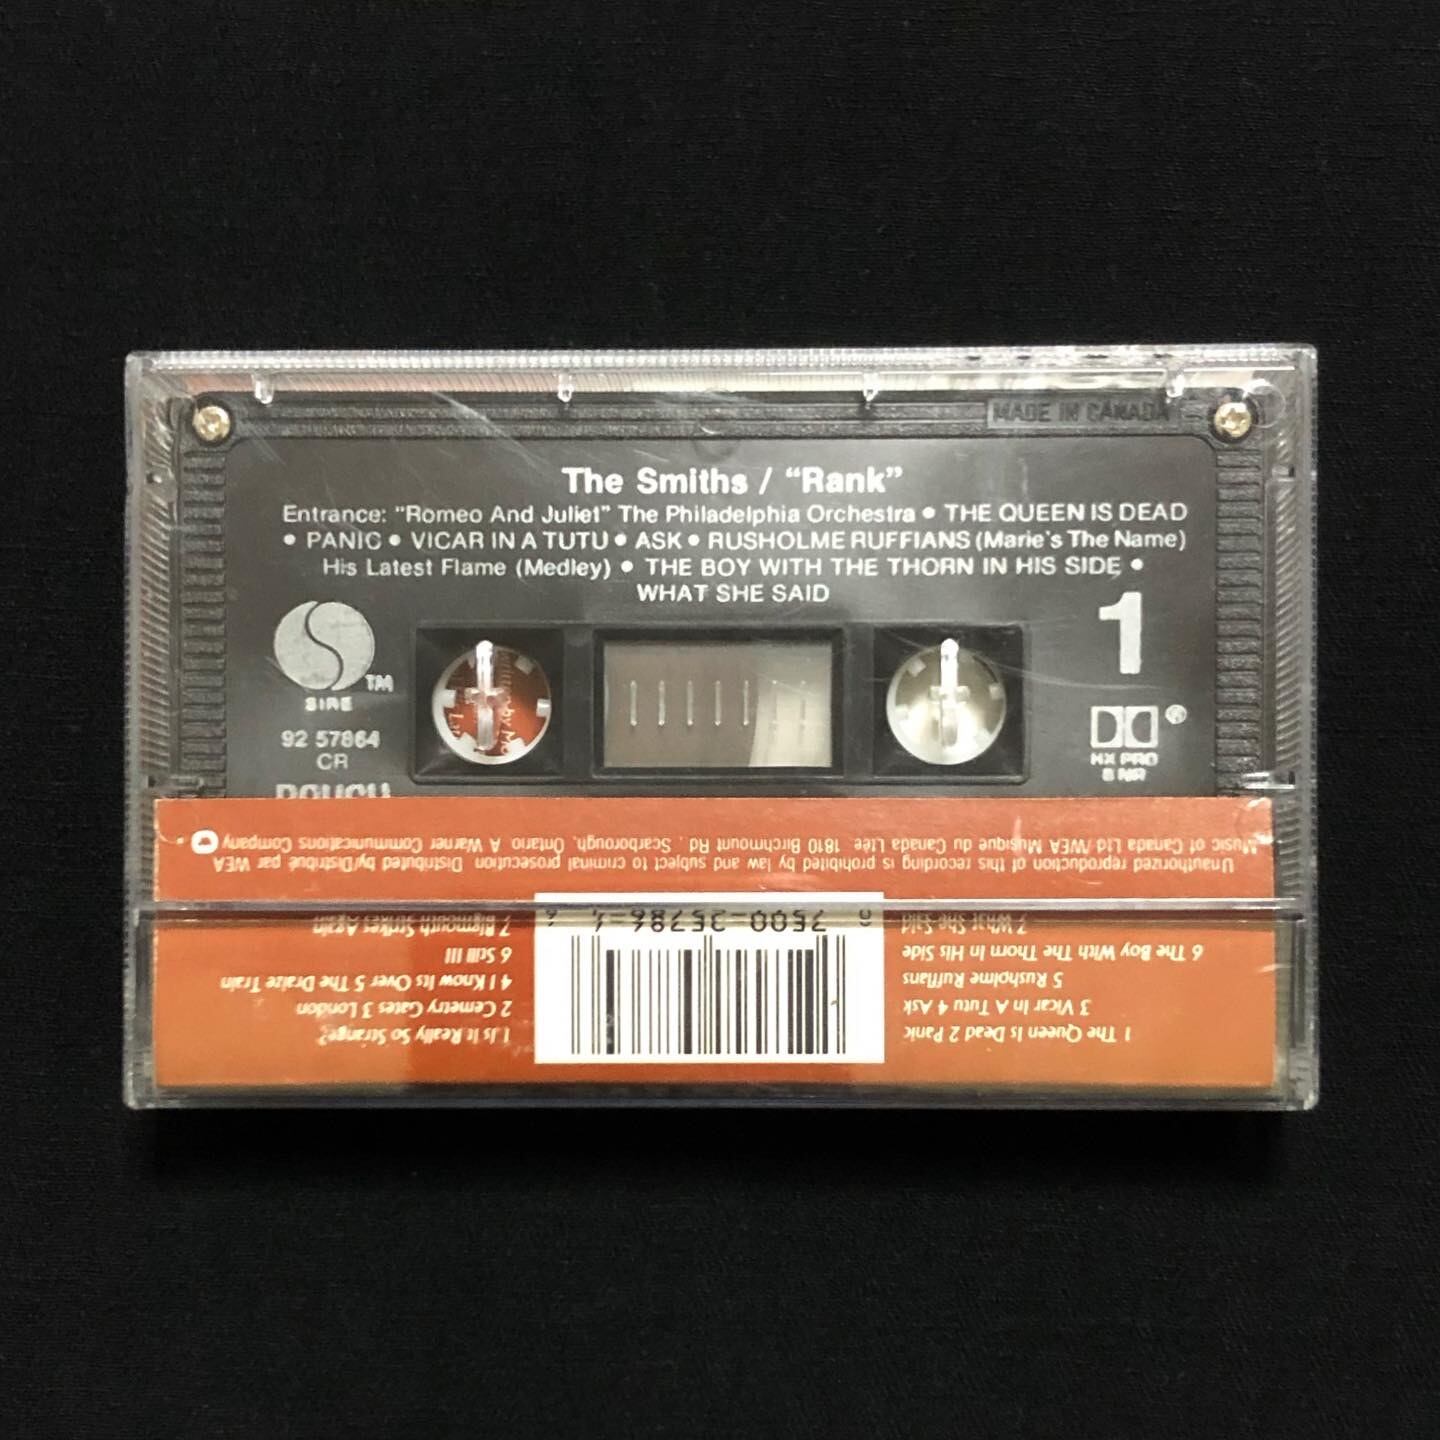 MADE IN CANADA
The Smiths / “Rank”
Entrance: “Romeo And Juliet” The Philadelphia Orchestra • THE QUEEN IS DEAD
• PANIC • VICAR IN A TUTU • ASK • RUSHOLME RUFFIANS (Marie's The Name)
His Latest Flame (Medley) • THE BOY WITH THE THORN IN HIS SIDE •
WHAT SHE SAID
SIRE
TM
92 57864
CR
ROUGH
1
HX PRO
B NR
1 The Queen Is Dead 2 Panic
3 Vicar In A Tutu 4 Ask
5 Rusholme Ruffians
6 The Boy With The Thorn In His Side
7 What She Said
0 7500-35786-4
1 Is It Really So Strange?
2 Cemetry Gates 3 London
4 I Know Its Over 5 The Draize Train
6 Still Ill
7 Bigmouth Strikes Again
Unauthorized reproduction of this recording is prohibited by law and subject to criminal prosecution. Distributed by/Distribué par WEA
Music of Canada Ltd/WEA Musique du Canada Ltée. 1810 Birchmount Rd., Scarborough, Ontario. A Warner Communications Company